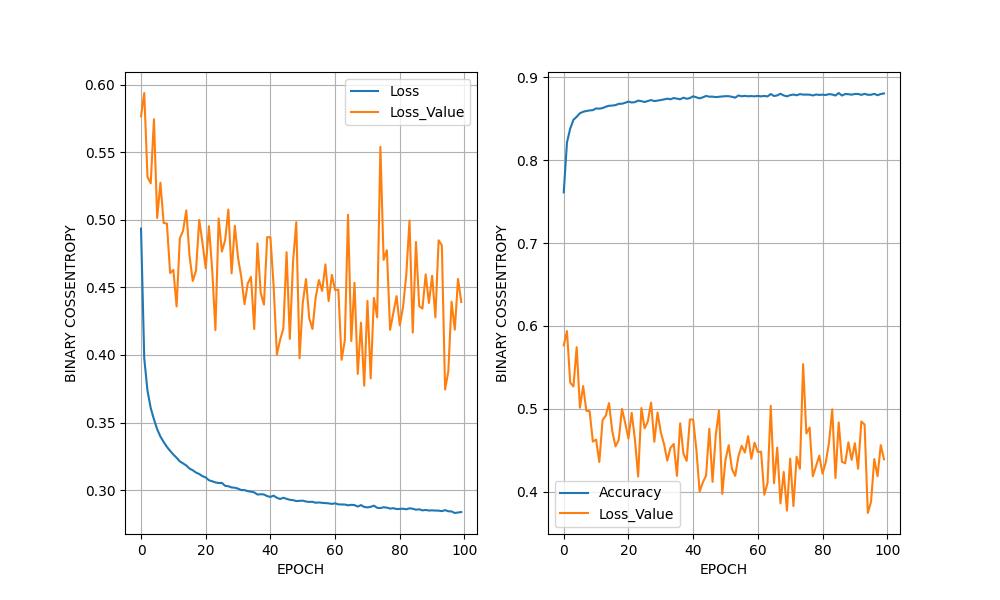 0.60
0.55
0.50
0.45
0.40
0.35
0.30
BINARY COSSENTROPY
Loss
Loss_Value
0 20 40 60 80 100
EPOCH
0.9
0.8
0.7
0.6
0.5
0.4
BINARY COSSENTROPY
Accuracy
Loss_Value
0 20 40 60 80 100
EPOCH